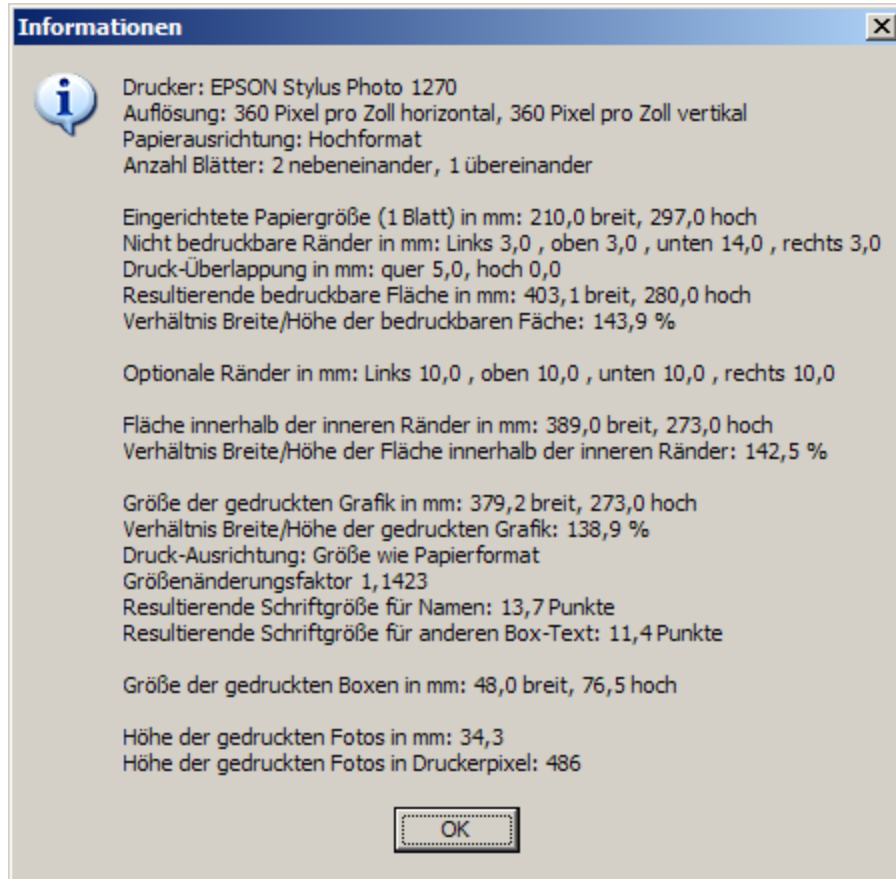 Informationen
Drucker: EPSON Stylus Photo 1270
Auflösung: 360 Pixel pro Zoll horizontal, 360 Pixel pro Zoll vertikal
Papierausrichtung: Hochformat
Anzahl Blätter: 2 nebeneinander, 1 übereinander
Eingerichtete Papiergröße (1 Blatt) in mm: 210,0 breit, 297,0 hoch
Nicht bedruckbare Ränder in mm: Links 3,0 , oben 3,0 , unten 14,0 , rechts 3,0
Druck-Überlappung in mm: quer 5,0, hoch 0,0
Resultierende bedruckbare Fläche in mm: 403,1 breit, 280,0 hoch
Verhältnis Breite/Höhe der bedruckbaren Fäche: 143,9 %
Optionale Ränder in mm: Links 10,0 , oben 10,0 , unten 10,0 , rechts 10,0
Fläche innerhalb der inneren Ränder in mm: 389,0 breit, 273,0 hoch
Verhältnis Breite/Höhe der Fläche innerhalb der inneren Ränder: 142,5 %
Größe der gedruckten Grafik in mm: 379,2 breit, 273,0 hoch
Verhältnis Breite/Höhe der gedruckten Grafik: 138,9 %
Druck-Ausrichtung: Größe wie Papierformat
Größenänderungsfaktor 1,1423
Resultierende Schriftgröße für Namen: 13,7 Punkte
Resultierende Schriftgröße für anderen Box-Text: 11,4 Punkte
Größe der gedruckten Boxen in mm: 48,0 breit, 76,5 hoch
Höhe der gedruckten Fotos in mm: 34,3
Höhe der gedruckten Fotos in Druckerpixel: 486
OK